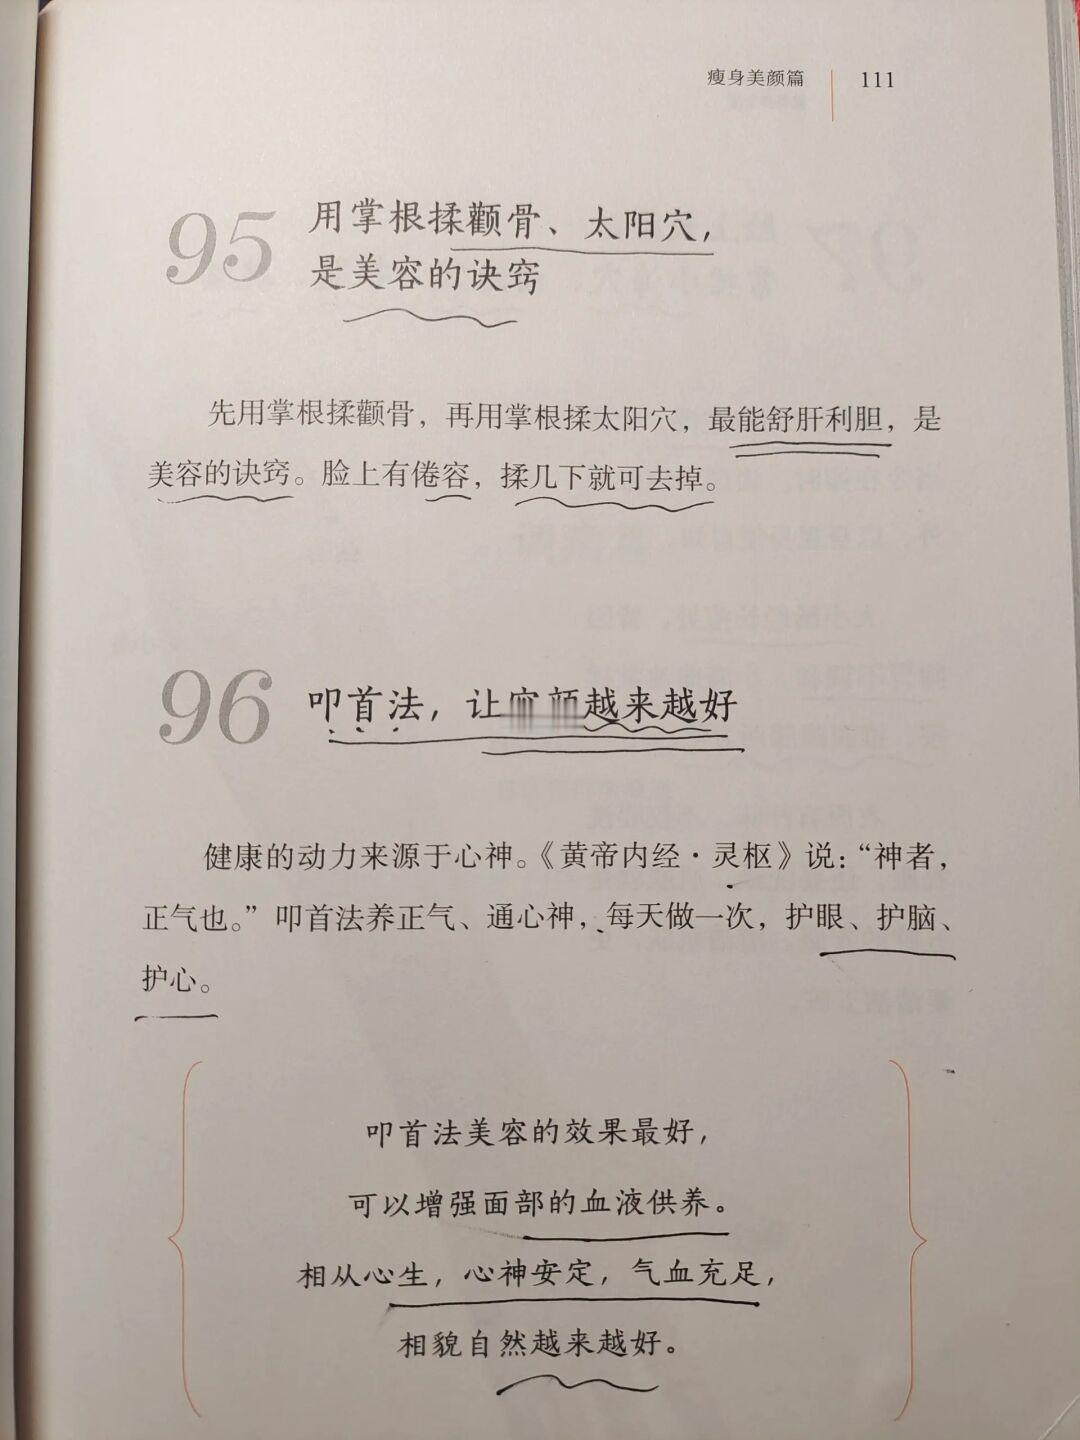 瘦身美颜篇 111
95 用掌根揉颧骨、太阳穴，
是美容的诀窍
先用掌根揉颧骨，再用掌根揉太阳穴，最能舒肝利胆，是
美容的诀窍。脸上有倦容，揉几下就可去掉。
96 叩首法，让 越来越好
健康的动力来源于心神。《黄帝内经·灵枢》说：“神者，
正气也。”叩首法养正气、通心神，每天做一次，护眼、护脑、
护心。
叩首法美容的效果最好，
可以增强面部的血液供养。
相从心生，心神安定，气血充足，
相貌自然越来越好。